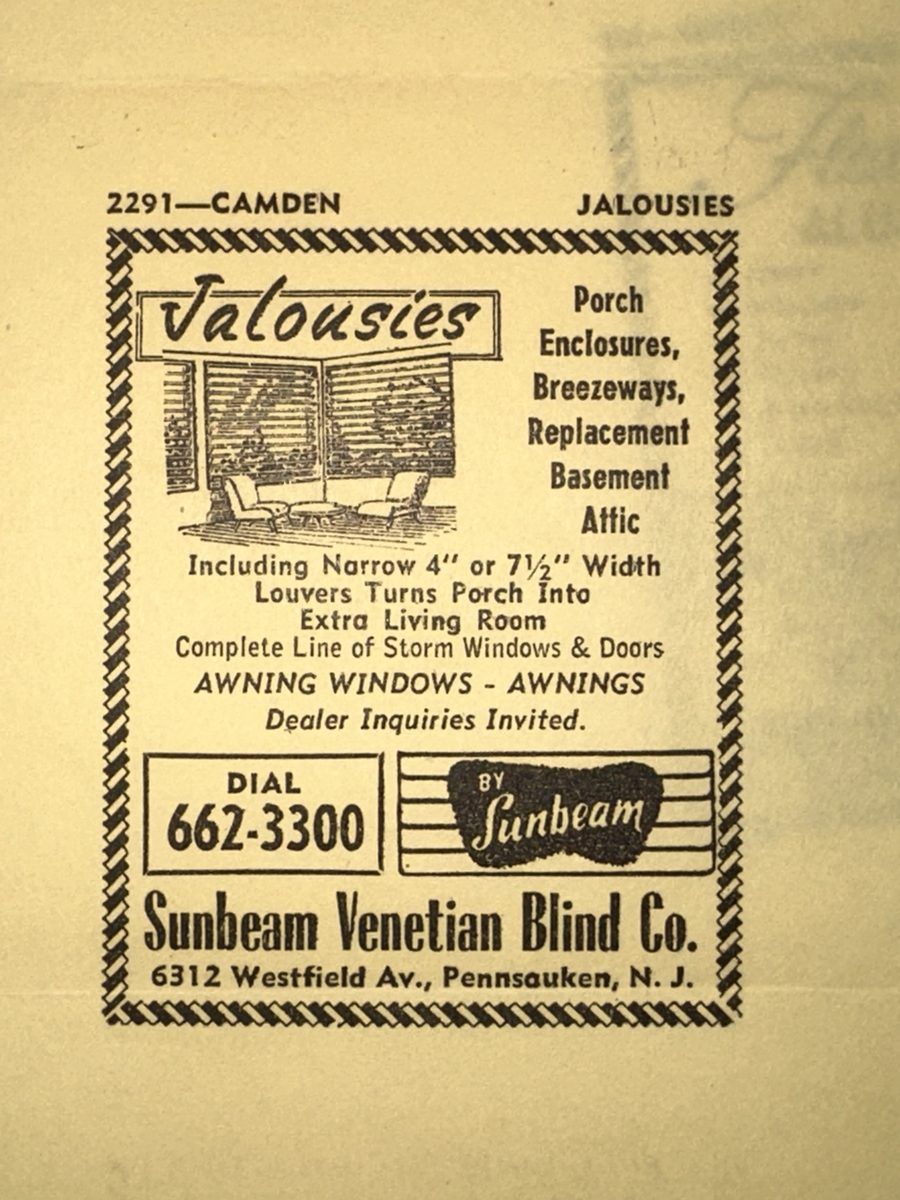 2291—CAMDEN JALOUSIES
Jalousies
Porch
Enclosures,
Breezeways,
Replacement
Basement
Attic
Including Narrow 4" or 7½" Width
Louvers Turns Porch Into
Extra Living Room
Complete Line of Storm Windows & Doors
AWNING WINDOWS - AWNINGS
Dealer Inquiries Invited.
DIAL
662-3300
BY
Sunbeam
Sunbeam Venetian Blind Co.
6312 Westfield Av., Pennsauken, N. J.